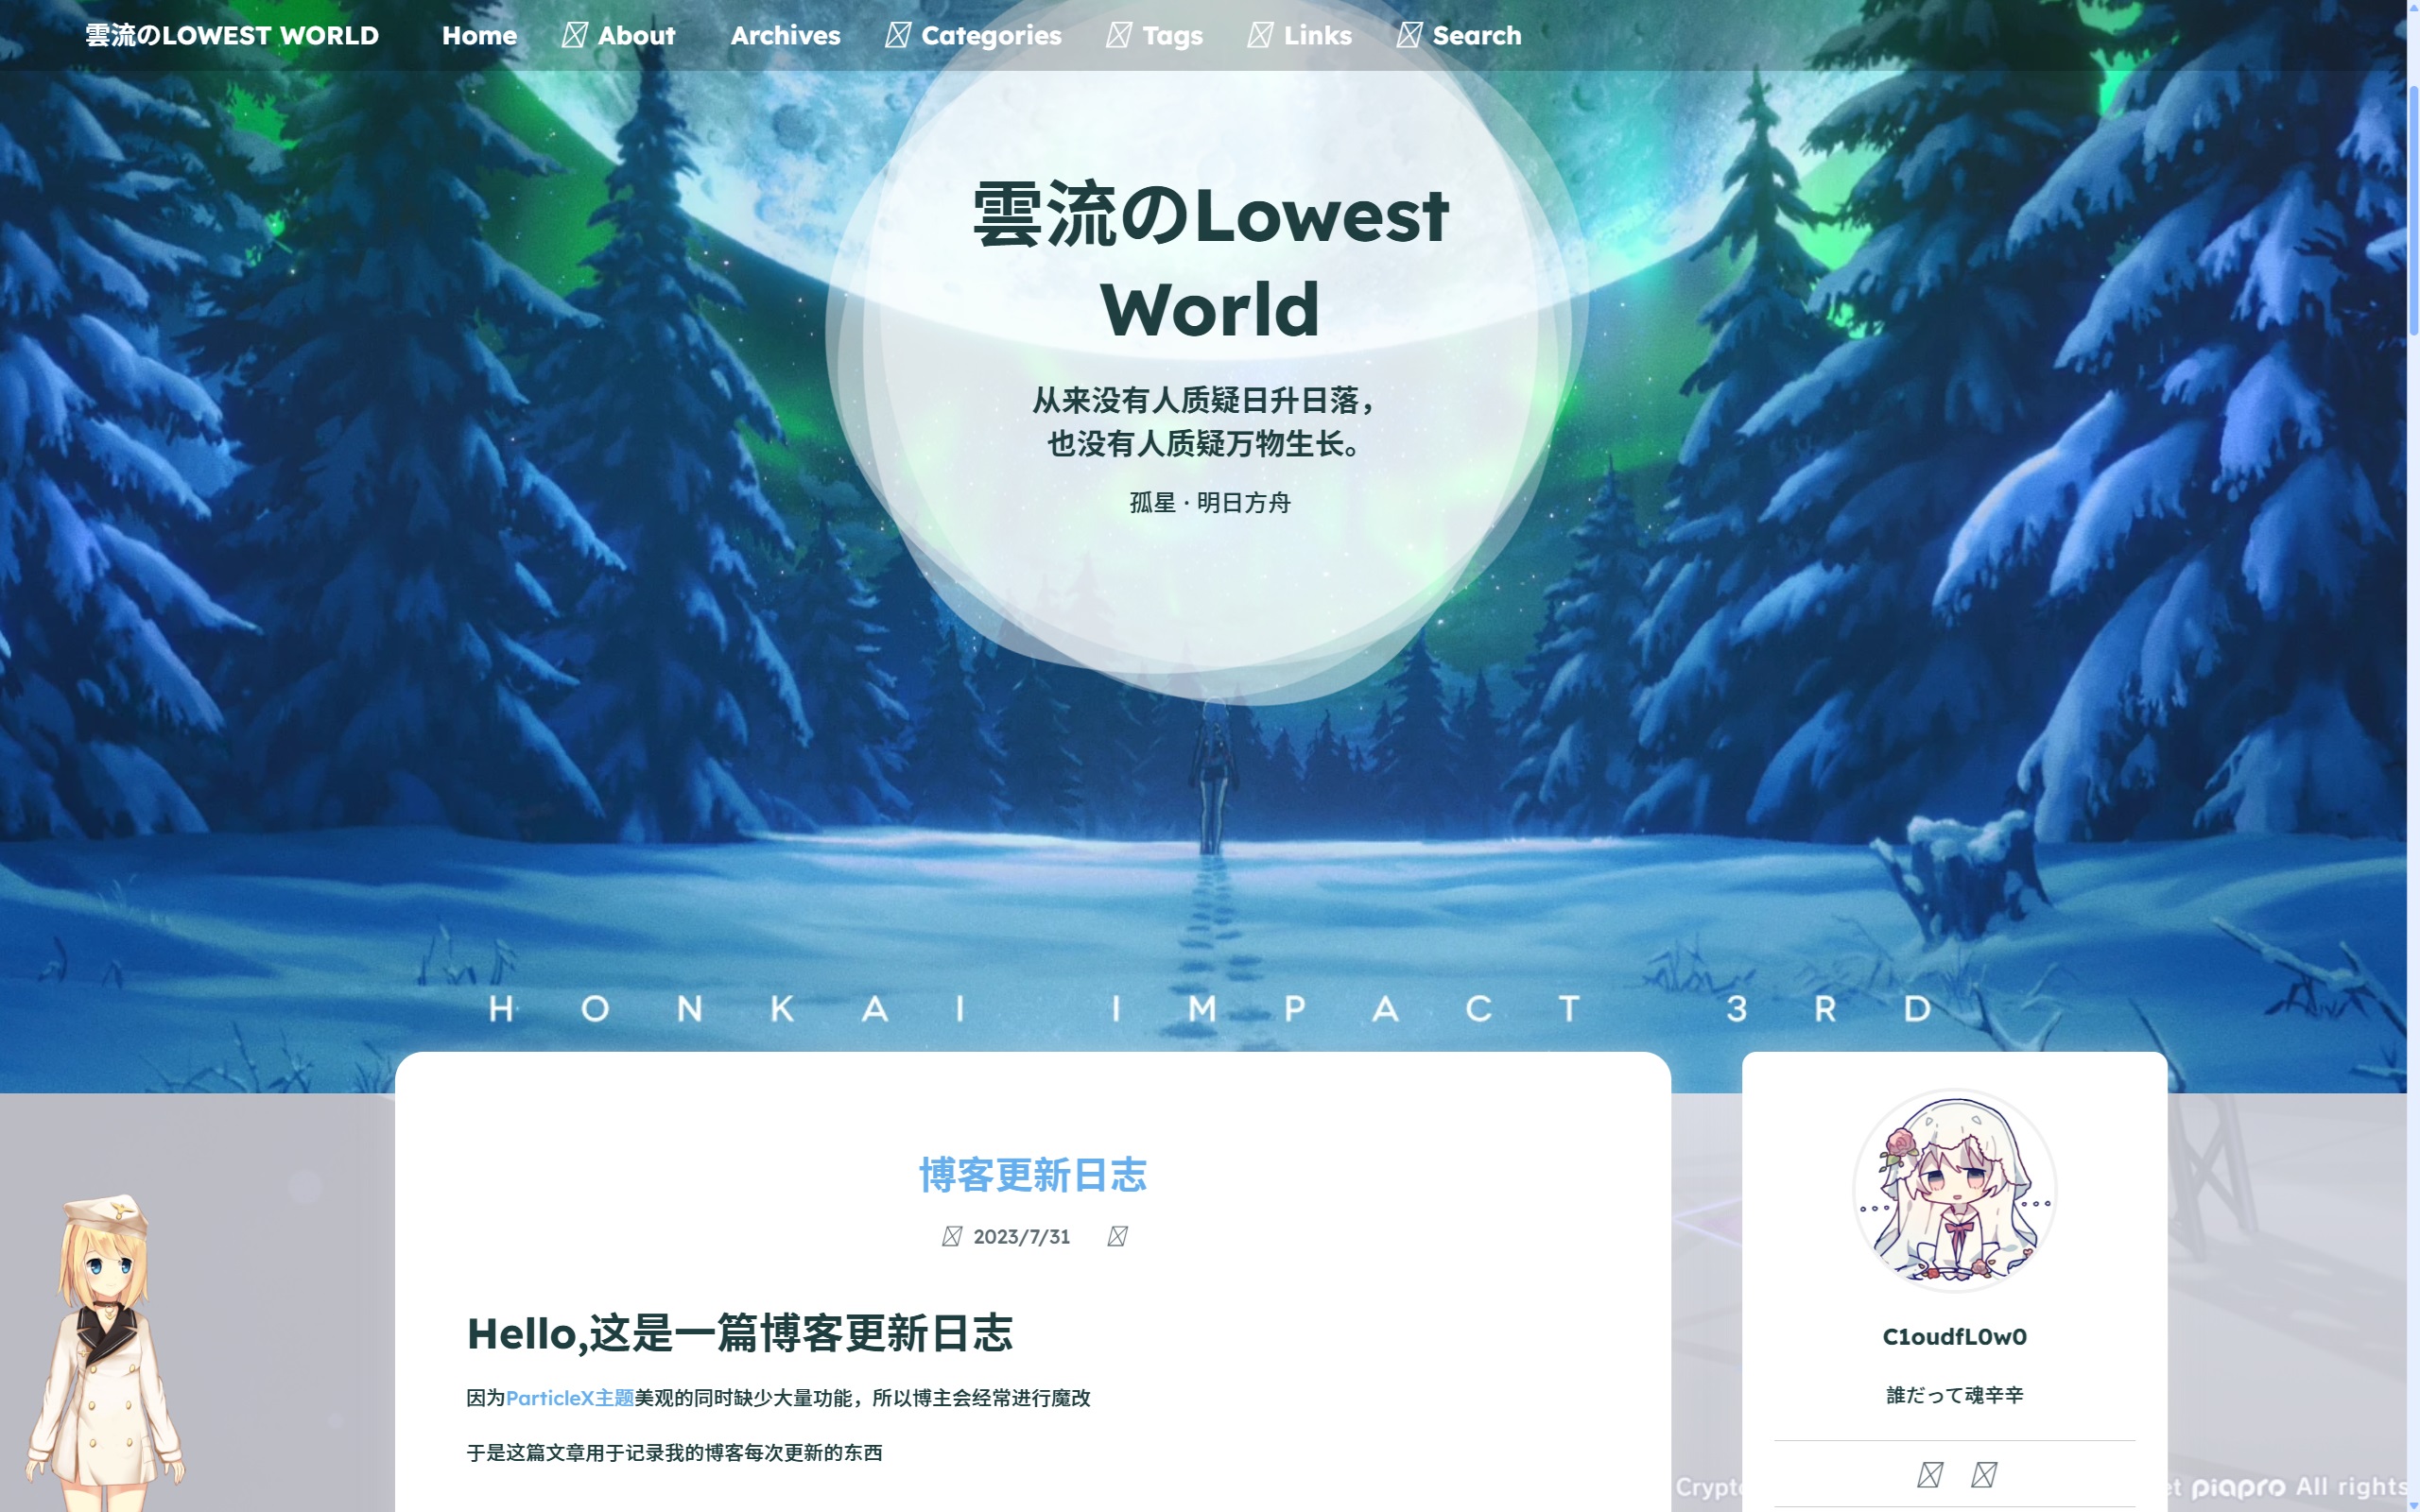 雲流のLOWEST WORLD Home About Archives Categories Tags Links Search
雲流のLowest
World
从来没有人质疑日升日落，
也没有人质疑万物生长。
孤星 · 明日方舟
HONKAI IMPACT 3RD
博客更新日志
2023/7/31
Hello,这是一篇博客更新日志
因为ParticleX主题美观的同时缺少大量功能，所以博主会经常进行魔改
于是这篇文章用于记录我的博客每次更新的东西
C1oudfL0w0
誰だって魂辛辛
piapro All rights